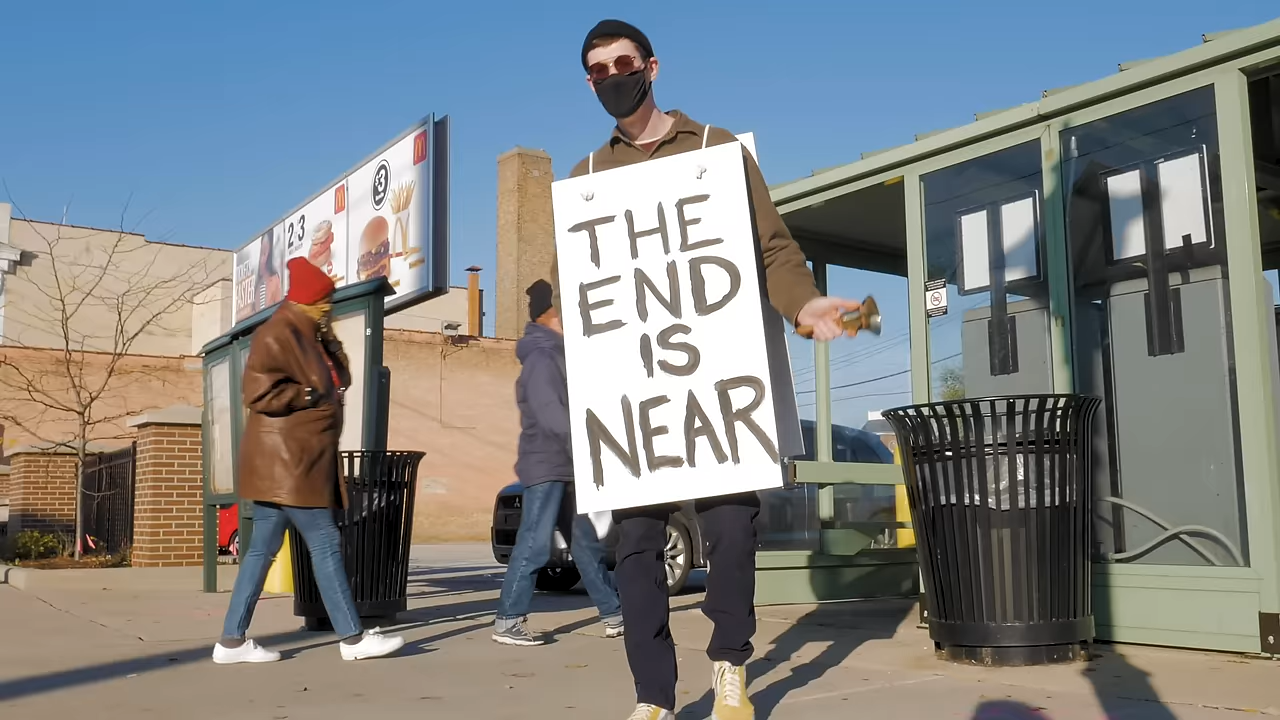 THE
END
IS
NEAR
2 $3
$3